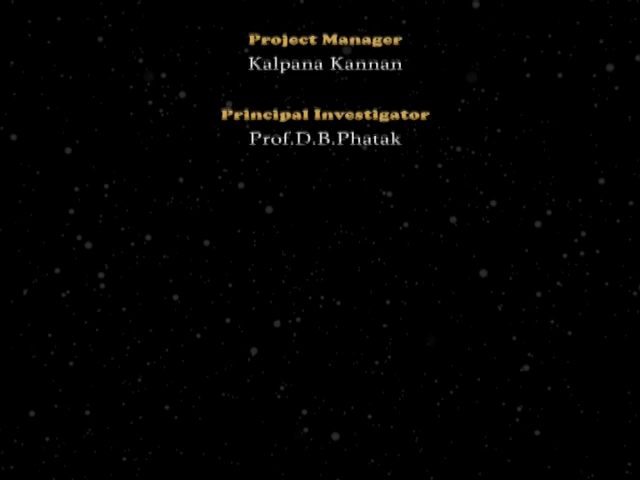 Project Manager
Kalpana Kannan
Principal Investigator
Prof.D.B.Phatak